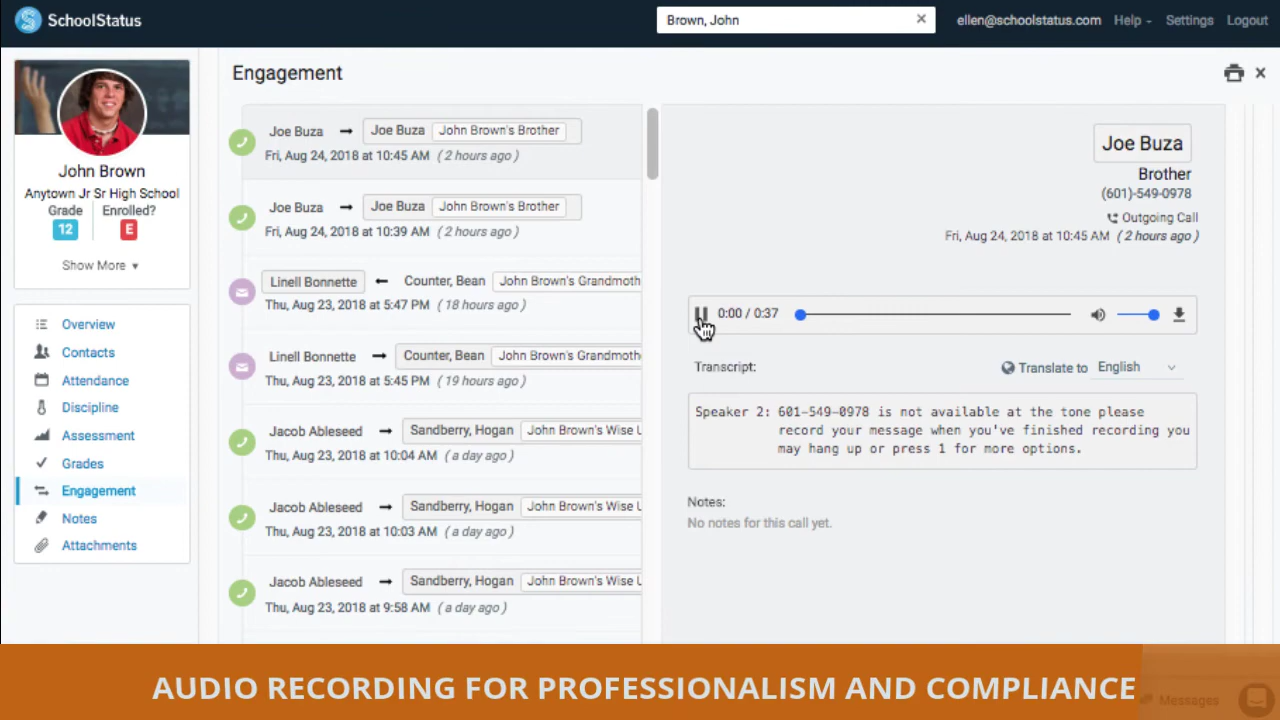 SchoolStatus
Brown, John
ellen@schoolstatus.com Help Settings Logout
John Brown
Anytown Jr Sr High School
Grade Enrolled?
12 E
Show More
Overview
Contacts
Attendance
Discipline
Assessment
Grades
Engagement
Notes
Attachments
Engagement
Joe Buza → Joe Buza John Brown's Brother
Fri, Aug 24, 2018 at 10:45 AM ( 2 hours ago )
Joe Buza → Joe Buza John Brown's Brother
Fri, Aug 24, 2018 at 10:39 AM ( 2 hours ago )
Linell Bonnette ← Counter, Bean John Brown's Grandmoth
Thu, Aug 23, 2018 at 5:47 PM ( 18 hours ago )
Linell Bonnette → Counter, Bean John Brown's Grandmoth
Thu, Aug 23, 2018 at 5:45 PM ( 19 hours ago )
Jacob Ableseed → Sandberry, Hogan John Brown's Wise U
Thu, Aug 23, 2018 at 10:04 AM ( a day ago )
Jacob Ableseed → Sandberry, Hogan John Brown's Wise U
Thu, Aug 23, 2018 at 10:03 AM ( a day ago )
Jacob Ableseed → Sandberry, Hogan John Brown's Wise U
Thu, Aug 23, 2018 at 9:58 AM ( a day ago )
Joe Buza
Brother
(601)-549-0978
Outgoing Call
Fri, Aug 24, 2018 at 10:45 AM ( 2 hours ago )
0:00 / 0:37
Transcript: Translate to English
Speaker 2: 601-549-0978 is not available at the tone please
record your message when you've finished recording you
may hang up or press 1 for more options.
Notes:
No notes for this call yet.
AUDIO RECORDING FOR PROFESSIONALISM AND COMPLIANCE
Messages